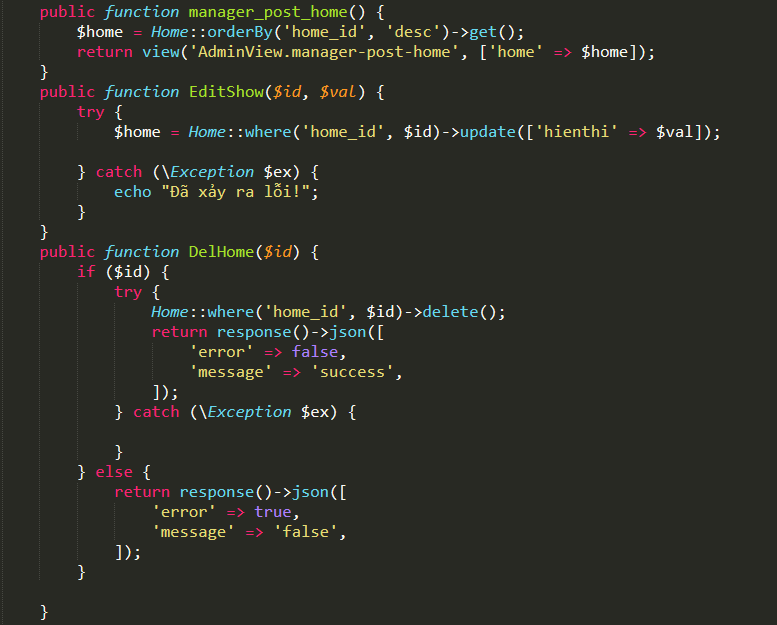 public function manager_post_home() {
$home = Home::orderBy('home_id', 'desc')->get();
return view('AdminView.manager-post-home', ['home' => $home]);
}
public function EditShow($id, $val) {
try {
$home = Home::where('home_id', $id)->update(['hienthi' => $val]);
} catch (\Exception $ex) {
echo "Đã xảy ra lỗi!";
}
}
public function DelHome($id) {
if ($id) {
try {
Home::where('home_id', $id)->delete();
return response()->json([
'error' => false,
'message' => 'success',
]);
} catch (\Exception $ex) {
}
} else {
return response()->json([
'error' => true,
'message' => 'false',
]);
}
}